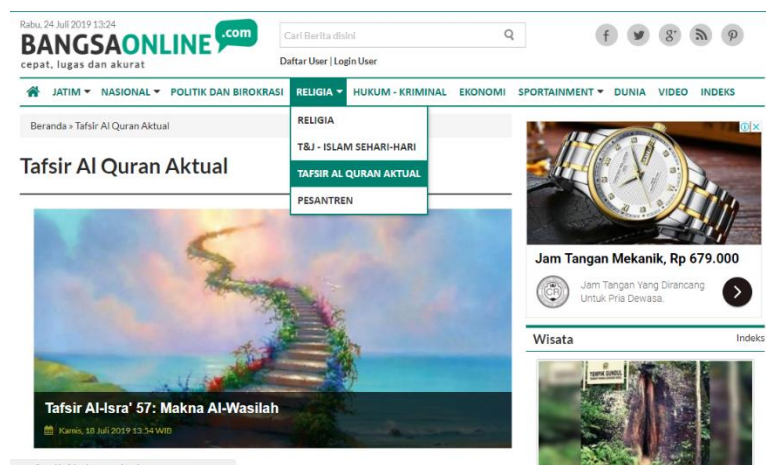 Rabu, 24 Juli 2019 13:24
BANGSAONLINE.com
cepat, lugas dan akurat
Cari Berita disini
Daftar User | Login User
JATIM NASIONAL POLITIK DAN BIROKRASI RELIGIA HUKUM - KRIMINAL EKONOMI SPORTAINMENT DUNIA VIDEO INDEKS
RELIGIA
T&J - ISLAM SEHARI-HARI
TAFSIR AL QURAN AKTUAL
PESANTREN
Beranda » Tafsir Al Quran Aktual
Tafsir Al Quran Aktual
Tafsir Al-Isra' 57: Makna Al-Wasilah
Kamis, 18 Juli 2019 13:54 WIB
Jam Tangan Mekanik, Rp 679.000
Jam Tangan Yang Dirancang
Untuk Pria Dewasa.
Wisata Indeks